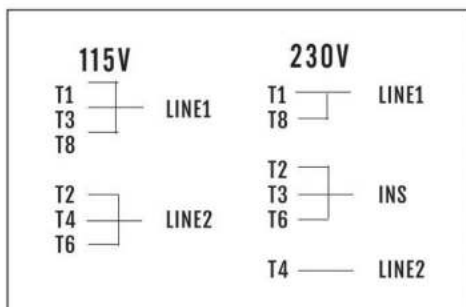 115V
T1
T3 LINE1
T8
T2
T4 LINE2
T6
230V
T1 LINE1
T8
T2
T3 INS
T6
T4 LINE2